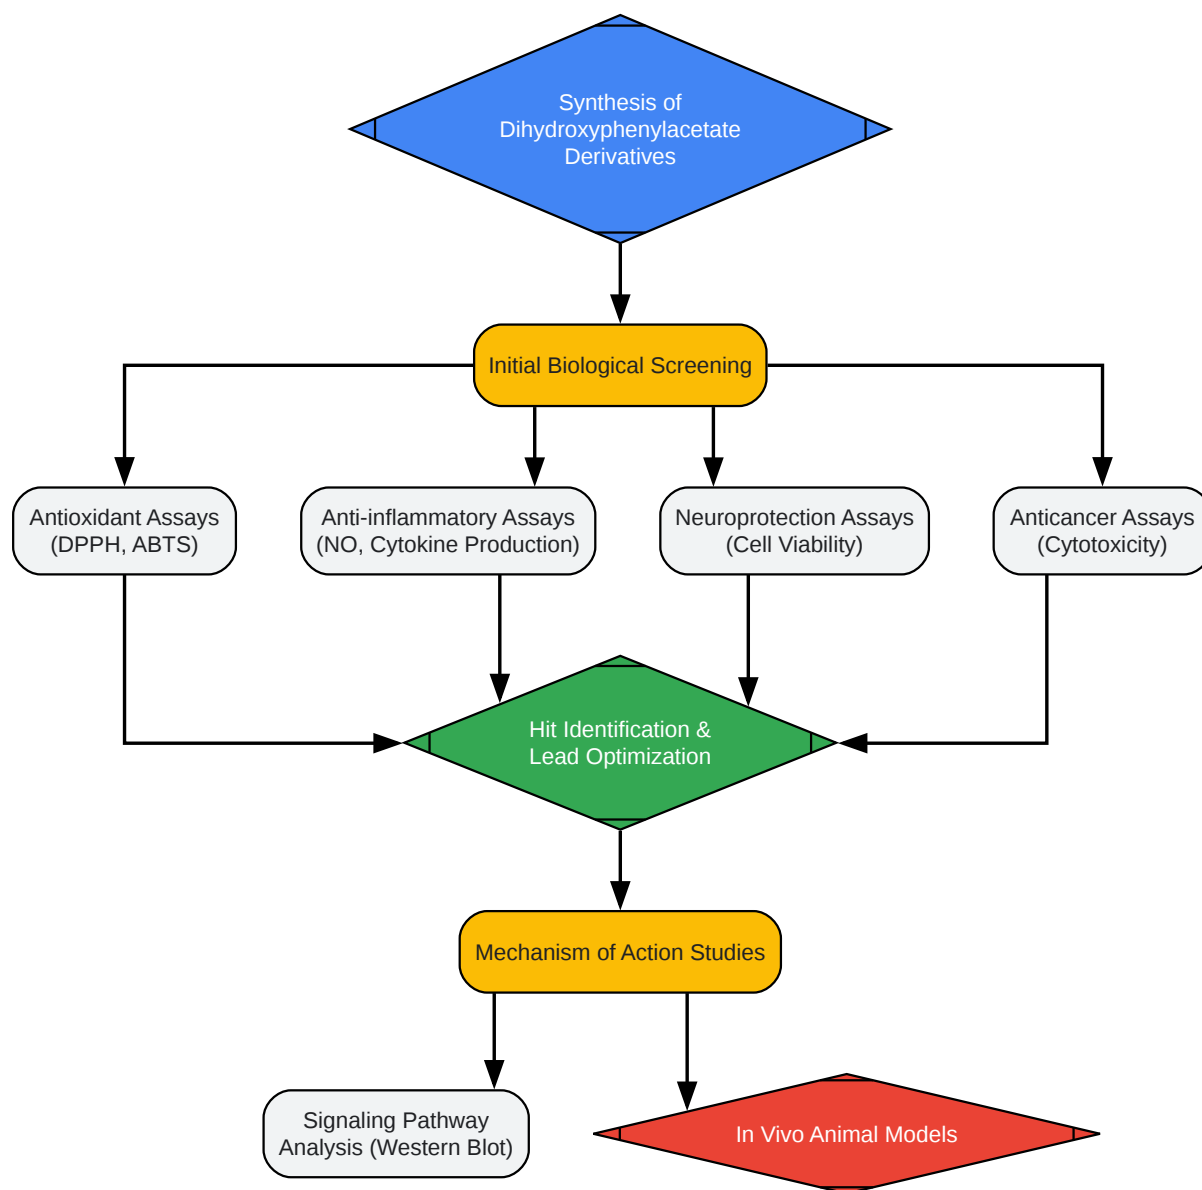 Synthesis of
Dihydroxyphenylacetate
Derivatives
Initial Biological Screening
Antioxidant Assays
(DPPH, ABTS)
Anti-inflammatory Assays
(NO, Cytokine Production)
Neuroprotection Assays
(Cell Viability)
Anticancer Assays
(Cytotoxicity)
Hit Identification &
Lead Optimization
Mechanism of Action Studies
Signaling Pathway
Analysis (Western Blot)
In Vivo Animal Models